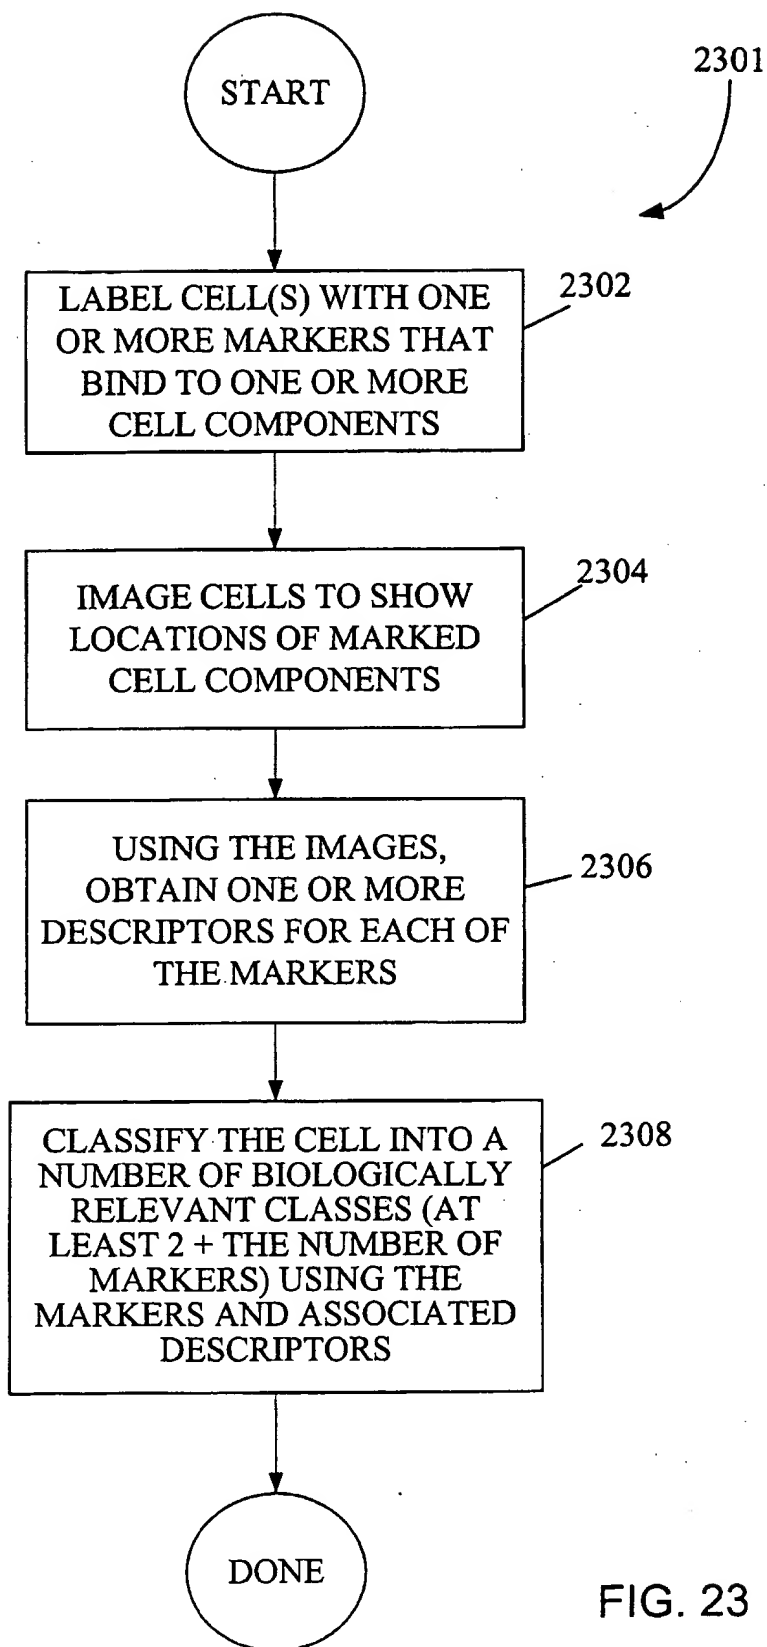 START
2301
LABEL CELL(S) WITH ONE
OR MORE MARKERS THAT
BIND TO ONE OR MORE
CELL COMPONENTS
2302
IMAGE CELLS TO SHOW
LOCATIONS OF MARKED
CELL COMPONENTS
2304
USING THE IMAGES,
OBTAIN ONE OR MORE
DESCRIPTORS FOR EACH OF
THE MARKERS
2306
CLASSIFY THE CELL INTO A
NUMBER OF BIOLOGICALLY
RELEVANT CLASSES (AT
LEAST 2 + THE NUMBER OF
MARKERS) USING THE
MARKERS AND ASSOCIATED
DESCRIPTORS
2308
DONE
FIG. 23